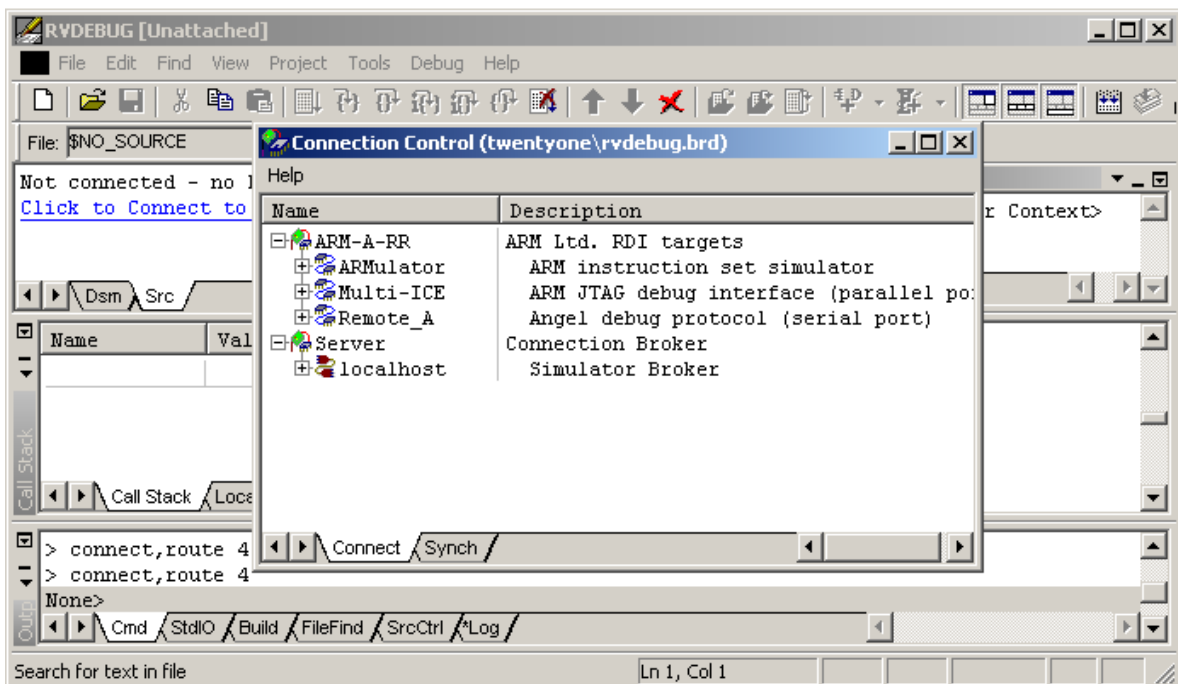 RVDEBUG [Unattached]
File Edit Find View Project Tools Debug Help
File: $NO_SOURCE
Not connected - no
Click to Connect to
r Context>
Dsm Src
Name Val
Call Stack
Call Stack Loca
> connect,route 4
> connect,route 4
None>
Outp
Cmd StdIO Build FileFind SrcCtrl *Log
Search for text in file Ln 1, Col 1
Connection Control (twentyone\rvdebug.brd)
Help
Name Description
ARM-A-RR ARM Ltd. RDI targets
ARMulator ARM instruction set simulator
Multi-ICE ARM JTAG debug interface (parallel po
Remote_A Angel debug protocol (serial port)
Server Connection Broker
localhost Simulator Broker
Connect Synch